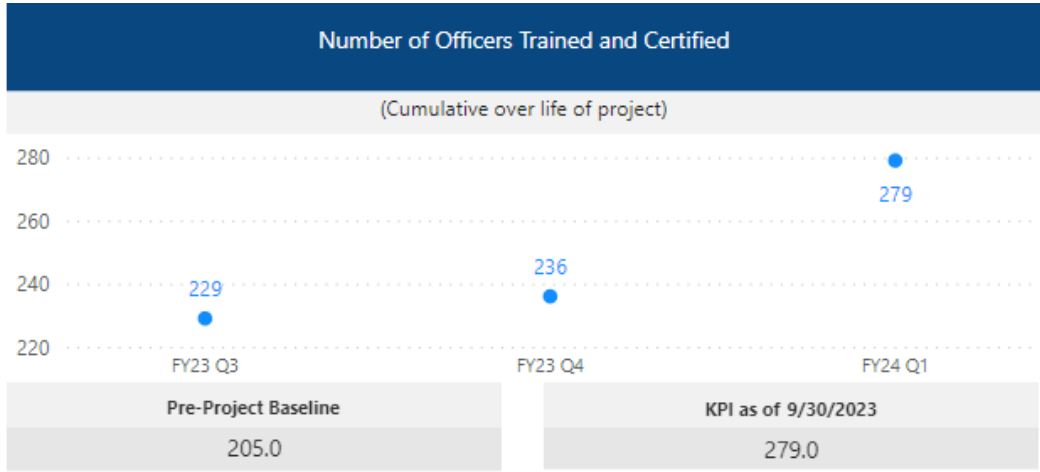 Number of Officers Trained and Certified
(Cumulative over life of project)
280
279
260
236
240
229
220
FY23 Q3
FY23 Q4
FY24 Q1
Pre-Project Baseline
KPI as of 9/30/2023
205.0
279.0